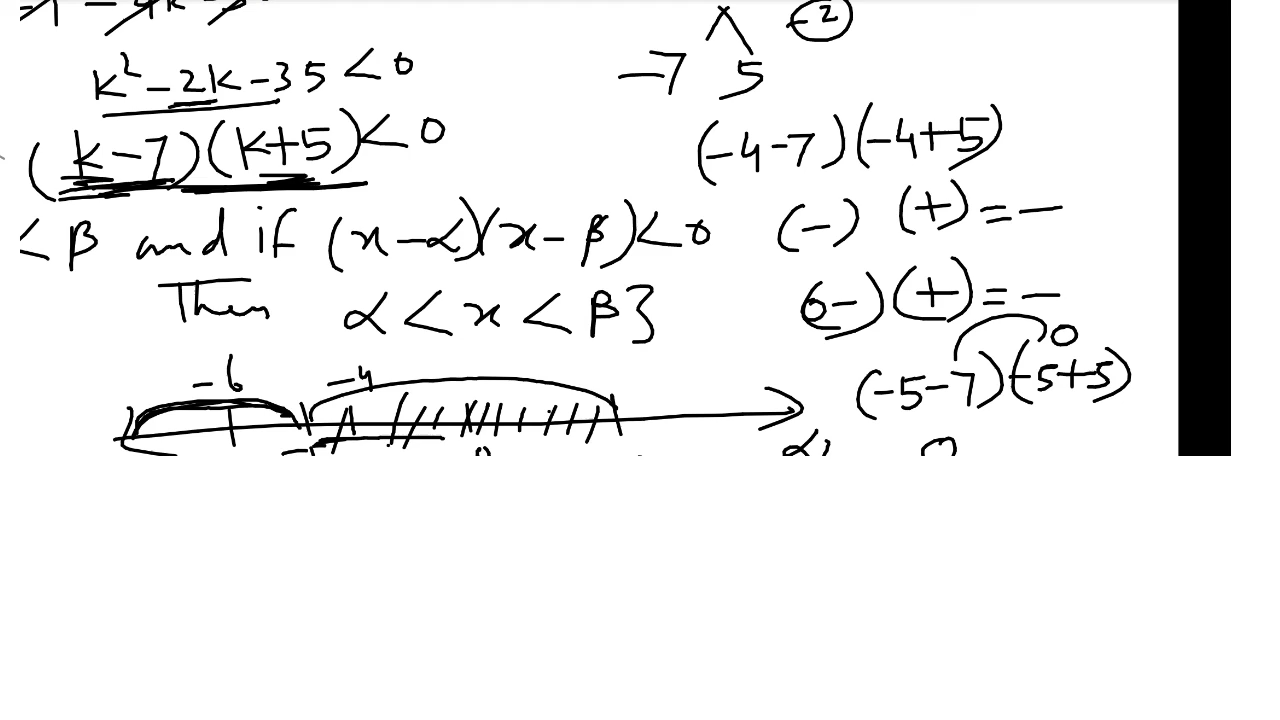 -2
k² - 2k - 35 < 0
-7 5
(k-7)(k+5) < 0
(-4-7)(-4+5)
< β and if (x-α)(x-β) < 0
(-) (+) = -
Then α < x < β}
(-) (+) = -
0
-6 -4
(-5-7)(-5+5)